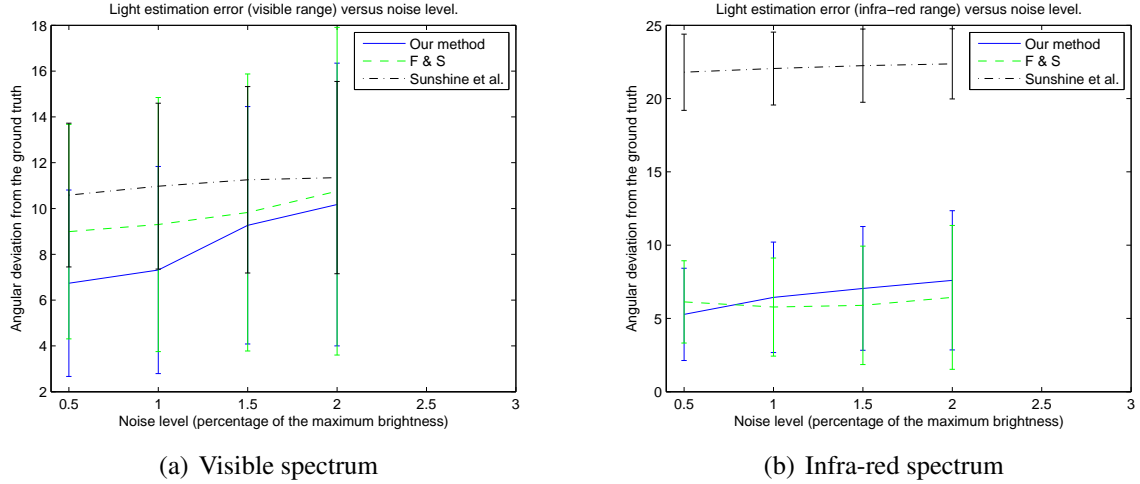 Light estimation error (visible range) versus noise level.
Our method
F & S
Sunshine et al.
Angular deviation from the ground truth
18
16
14
12
10
8
6
4
2
0.5 1 1.5 2 2.5 3
Noise level (percentage of the maximum brightness)
(a) Visible spectrum
Light estimation error (infra−red range) versus noise level.
Our method
F & S
Sunshine et al.
Angular deviation from the ground truth
25
20
15
10
5
0
0.5 1 1.5 2 2.5 3
Noise level (percentage of the maximum brightness)
(b) Infra-red spectrum